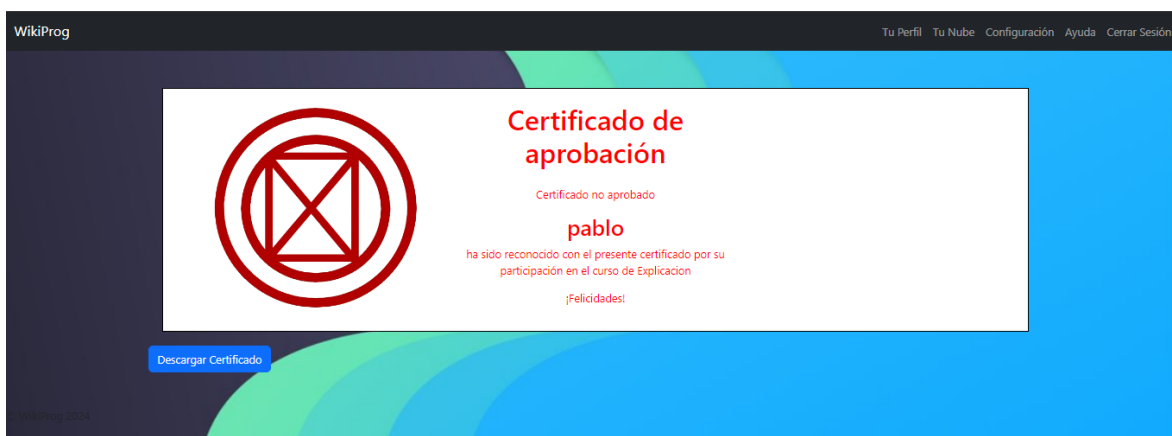 WikiProg
Tu Perfil Tu Nube Configuración Ayuda Cerrar Sesión
Certificado de
aprobación
Certificado no aprobado
pablo
ha sido reconocido con el presente certificado por su
participación en el curso de Explicacion
¡Felicidades!
Descargar Certificado
© WikiProg 2024